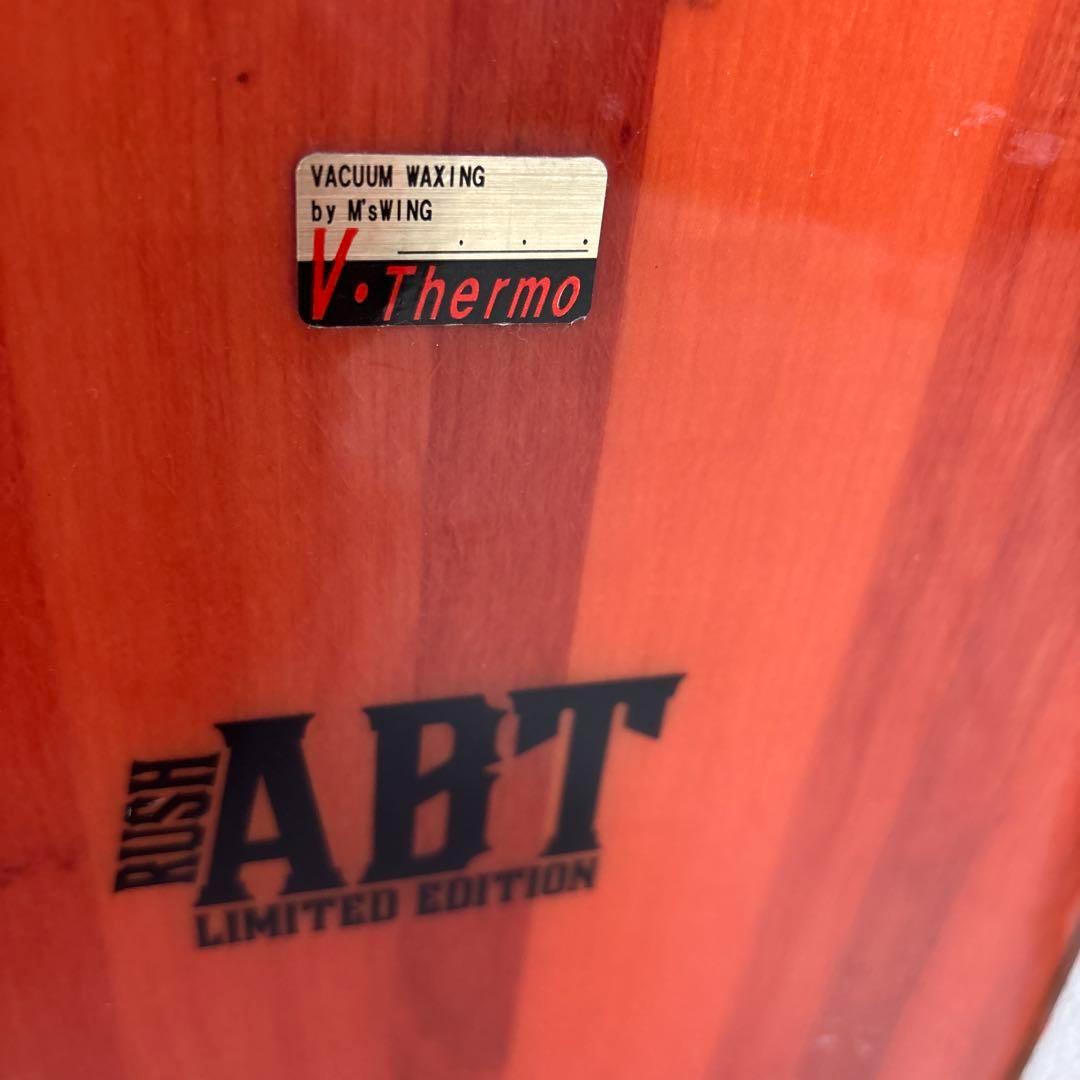 VACUUM WAXING
by M'sWING
V・Thermo
RUSH
ABT
LIMITED EDITION